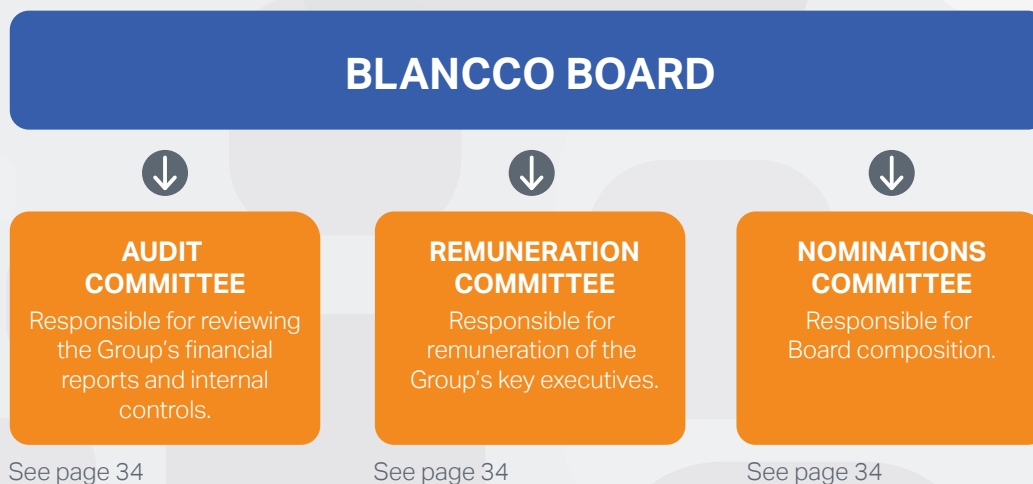 BLANCCO BOARD
AUDIT
COMMITTEE
Responsible for reviewing
the Group’s financial
reports and internal
controls.
See page 34
REMUNERATION
COMMITTEE
Responsible for
remuneration of the
Group’s key executives.
See page 34
NOMINATIONS
COMMITTEE
Responsible for
Board composition.
See page 34